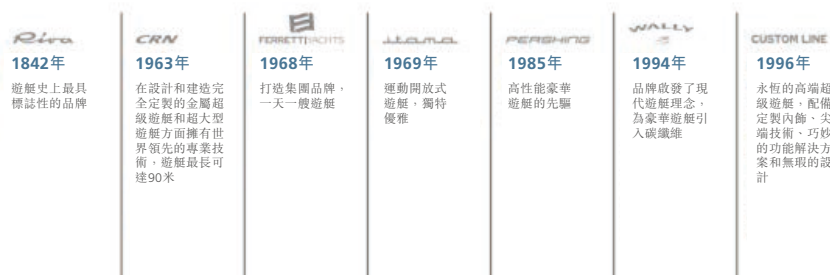 Riva
1842年
遊艇史上最具
標誌性的品牌
CRN
1963年
在設計和建造完
全定製的金屬超
級遊艇和超大型
遊艇方面擁有世
界領先的專業技
術，遊艇最長可
達90米
FERRETTIYACHTS
1968年
打造集團品牌，
一天一艘遊艇
itama
1969年
運動開放式
遊艇，獨特
優雅
PERSHING
1985年
高性能豪華
遊艇的先驅
WALLY
1994年
品牌啟發了現
代遊艇理念，
為豪華遊艇引
入碳纖維
CUSTOM LINE
1996年
永恆的高端超
級遊艇，配備
定製內飾、尖
端技術、巧妙
的功能解決方
案和無瑕的設
計